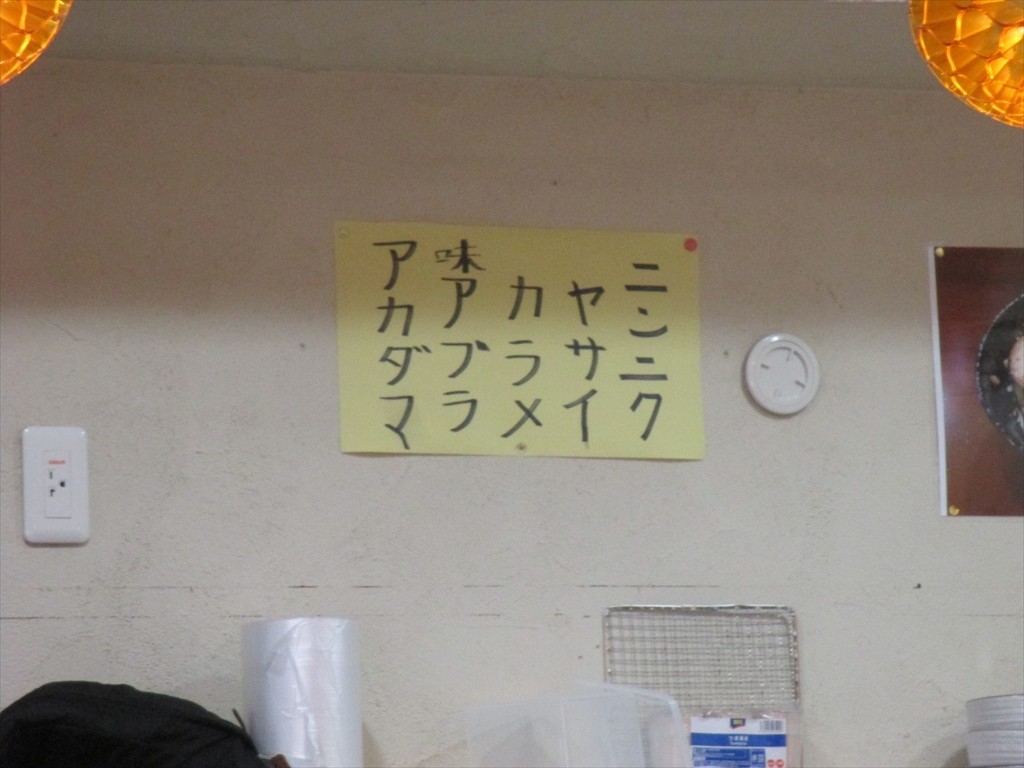 ニンニク
ヤサイ
カラメ
味アブラ
アカダマ